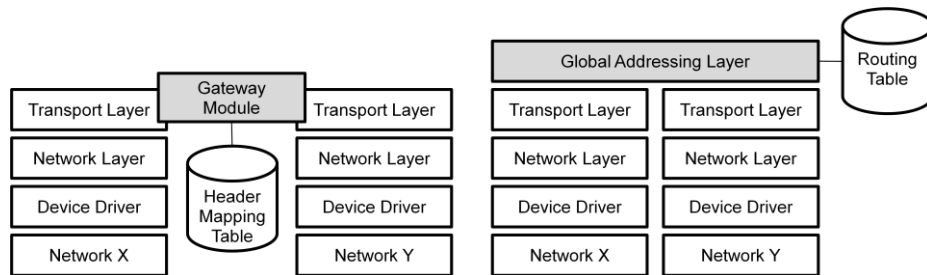 Gateway
Module
Transport Layer
Transport Layer
Network Layer
Network Layer
Device Driver
Device Driver
Network X
Network Y
Header
Mapping
Table
Global Addressing Layer
Routing
Table
Transport Layer
Transport Layer
Network Layer
Network Layer
Device Driver
Device Driver
Network X
Network Y